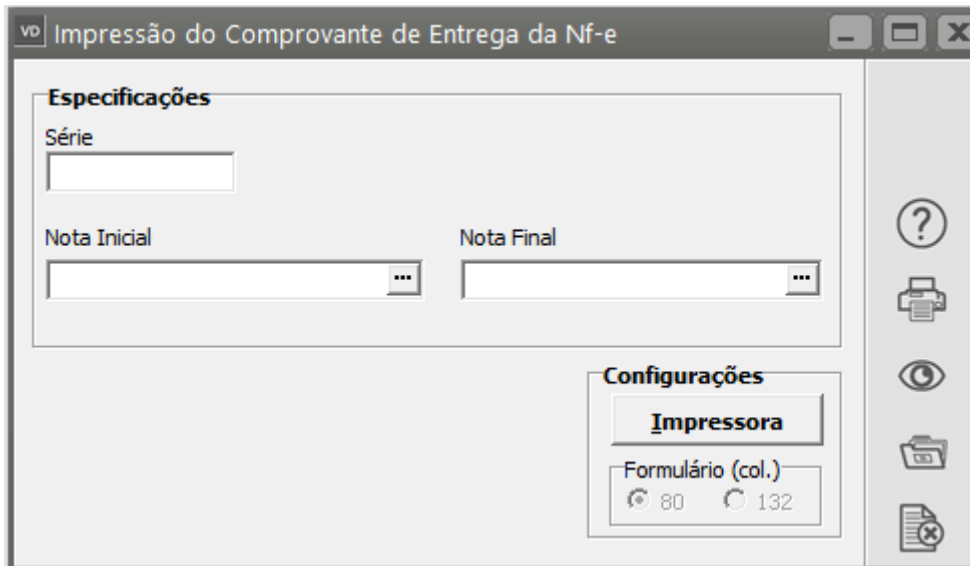 VD Impressão do Comprovante de Entrega da Nf-e
Especificações
Série
Nota Inicial Nota Final
... ...
Configurações
Impressora
Formulário (col.)
80 132